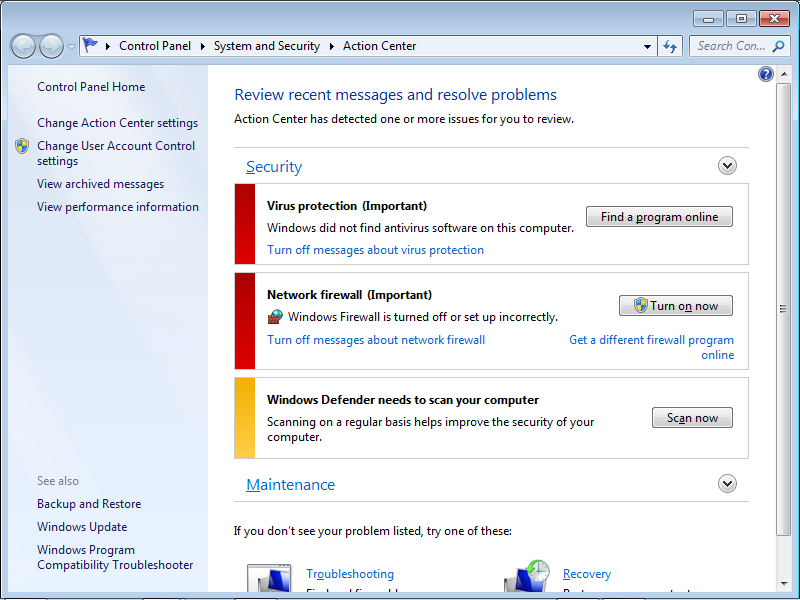 Control Panel
System and Security
Action Center
Search Con...
Control Panel Home
Change Action Center settings
Change User Account Control
settings
View archived messages
View performance information
See also
Backup and Restore
Windows Update
Windows Program
Compatibility Troubleshooter
Review recent messages and resolve problems
Action Center has detected one or more issues for you to review.
Security
Virus protection (Important)
Windows did not find antivirus software on this computer.
Find a program online
Turn off messages about virus protection
Network firewall (Important)
Windows Firewall is turned off or set up incorrectly.
Turn on now
Turn off messages about network firewall
Get a different firewall program
online
Windows Defender needs to scan your computer
Scanning on a regular basis helps improve the security of your
computer.
Scan now
Maintenance
If you don't see your problem listed, try one of these:
Troubleshooting
Recovery